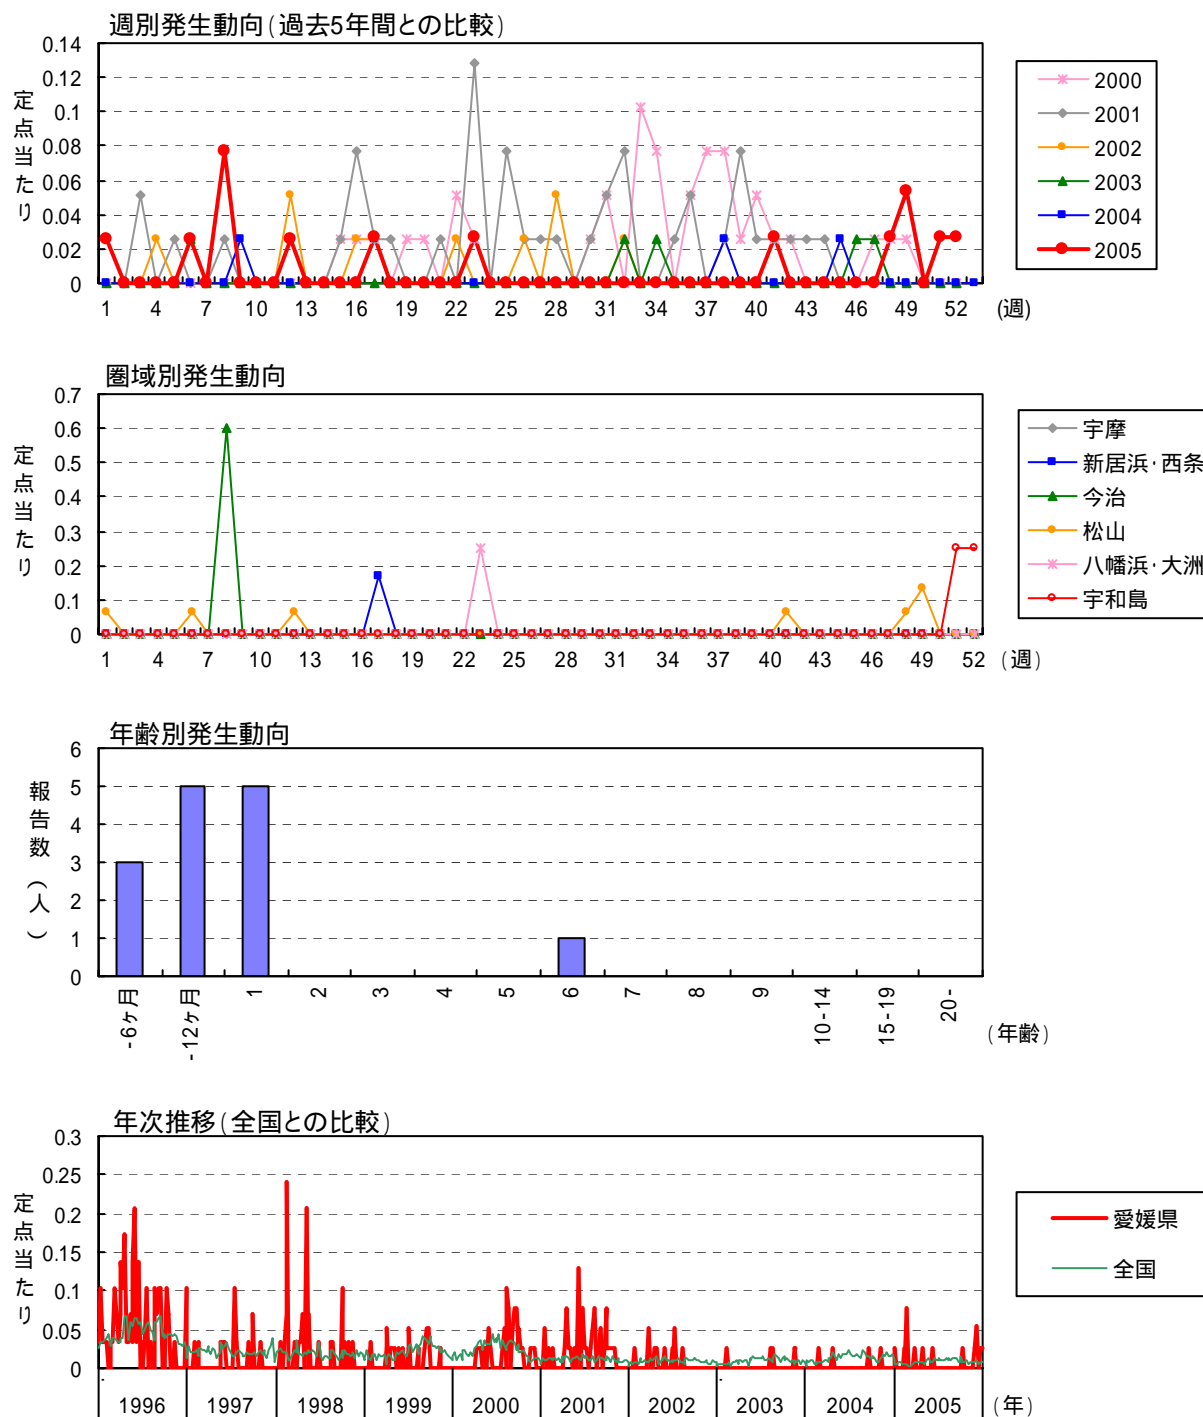 週別発生動向(過去5年間との比較)
0.14
0.12
0.1
0.08
0.06
0.04
0.02
0
定点当たり
1 4 7 10 13 16 19 22 25 28 31 34 37 40 43 46 49 52 (週)
2000
2001
2002
2003
2004
2005
圏域別発生動向
0.7
0.6
0.5
0.4
0.3
0.2
0.1
0
定点当たり
1 4 7 10 13 16 19 22 25 28 31 34 37 40 43 46 49 52 (週)
宇摩
新居浜・西条
今治
松山
八幡浜・大洲
宇和島
年齢別発生動向
6
5
4
3
2
1
0
報告数(人)
-6ヶ月 -12ヶ月 1 2 3 4 5 6 7 8 9 10-14 15-19 20-
(年齢)
年次推移(全国との比較)
0.3
0.25
0.2
0.15
0.1
0.05
0
定点当たり
1996 1997 1998 1999 2000 2001 2002 2003 2004 2005 (年)
愛媛県
全国